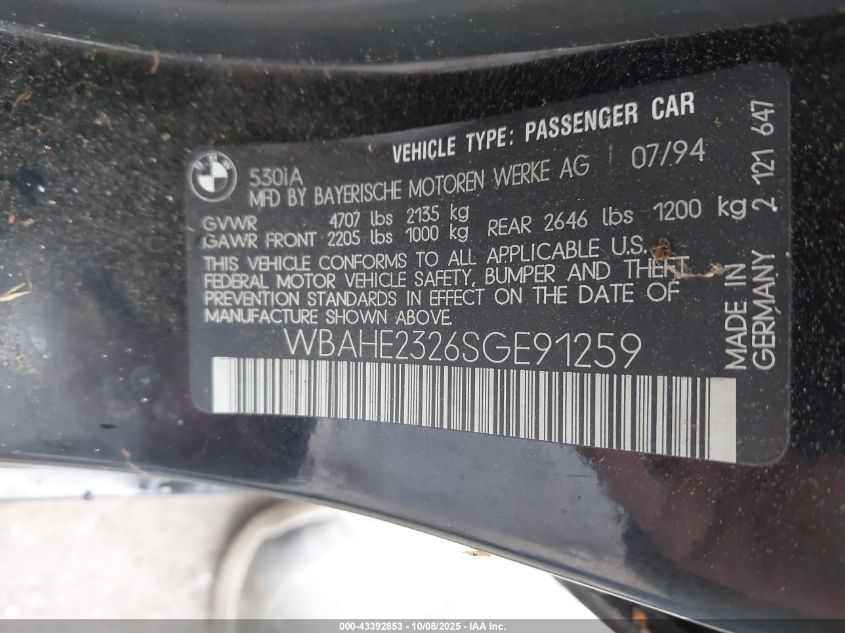 VEHICLE TYPE: PASSENGER CAR
BMW
530iA
MFD BY BAYERISCHE MOTOREN WERKE AG 07/94
GVWR 4707 lbs 2135 kg
GAWR FRONT 2205 lbs 1000 kg REAR 2646 lbs 1200 kg
THIS VEHICLE CONFORMS TO ALL APPLICABLE U.S.
FEDERAL MOTOR VEHICLE SAFETY, BUMPER AND THEFT
PREVENTION STANDARDS IN EFFECT ON THE DATE OF
MANUFACTURE SHOWN ABOVE.
WBAHE2326SGE91259
MADE IN
GERMANY 2 121 647
000-43392853 - 10/08/2025 - IAA Inc.